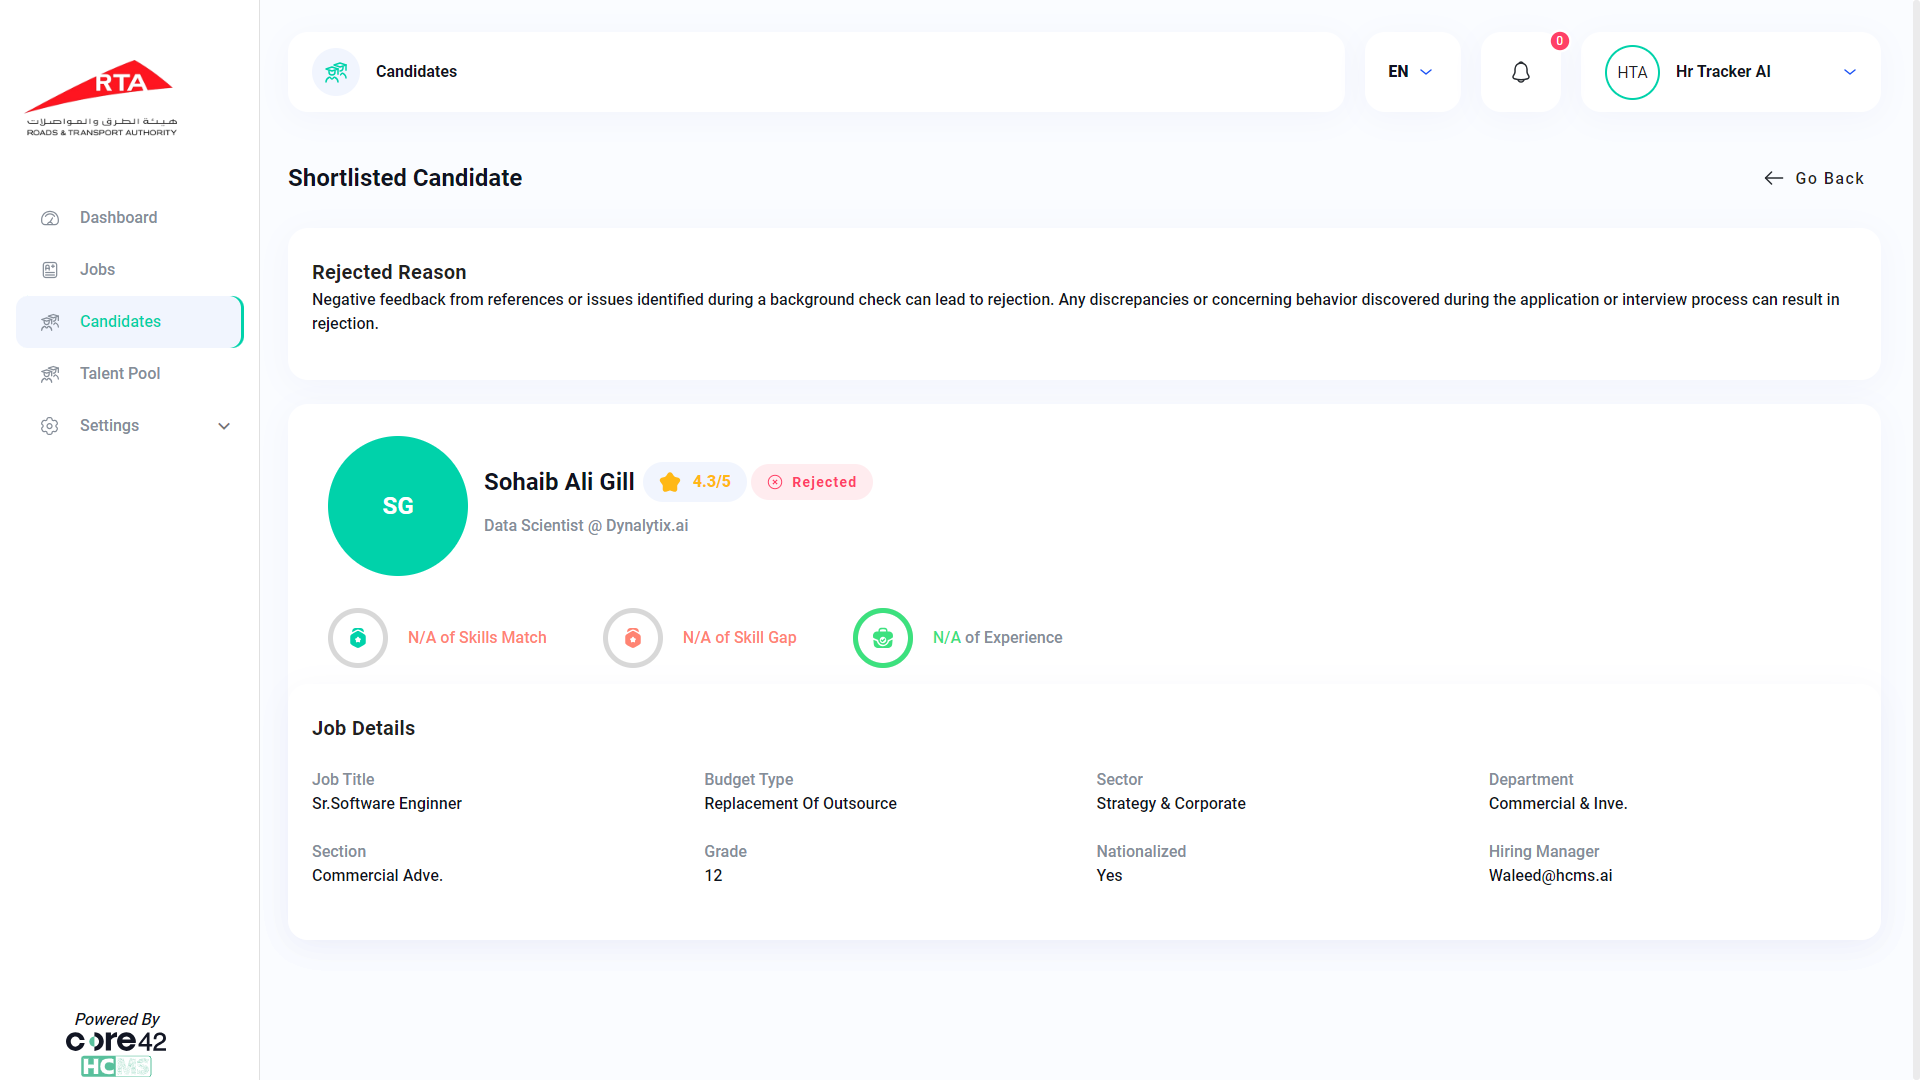 RTA
هيئة الطرق والمواصلات
ROADS & TRANSPORT AUTHORITY
Dashboard
Jobs
Candidates
Talent Pool
Settings
Powered By
core42
HCMS
Candidates
EN
0
HTA
Hr Tracker AI
Shortlisted Candidate
Go Back
Rejected Reason
Negative feedback from references or issues identified during a background check can lead to rejection. Any discrepancies or concerning behavior discovered during the application or interview process can result in
rejection.
SG
Sohaib Ali Gill
4.3/5
Rejected
Data Scientist @ Dynalytix.ai
N/A of Skills Match
N/A of Skill Gap
N/A of Experience
Job Details
Job Title
Sr.Software Enginner
Budget Type
Replacement Of Outsource
Sector
Strategy & Corporate
Department
Commercial & Inve.
Section
Commercial Adve.
Grade
12
Nationalized
Yes
Hiring Manager
Waleed@hcms.ai